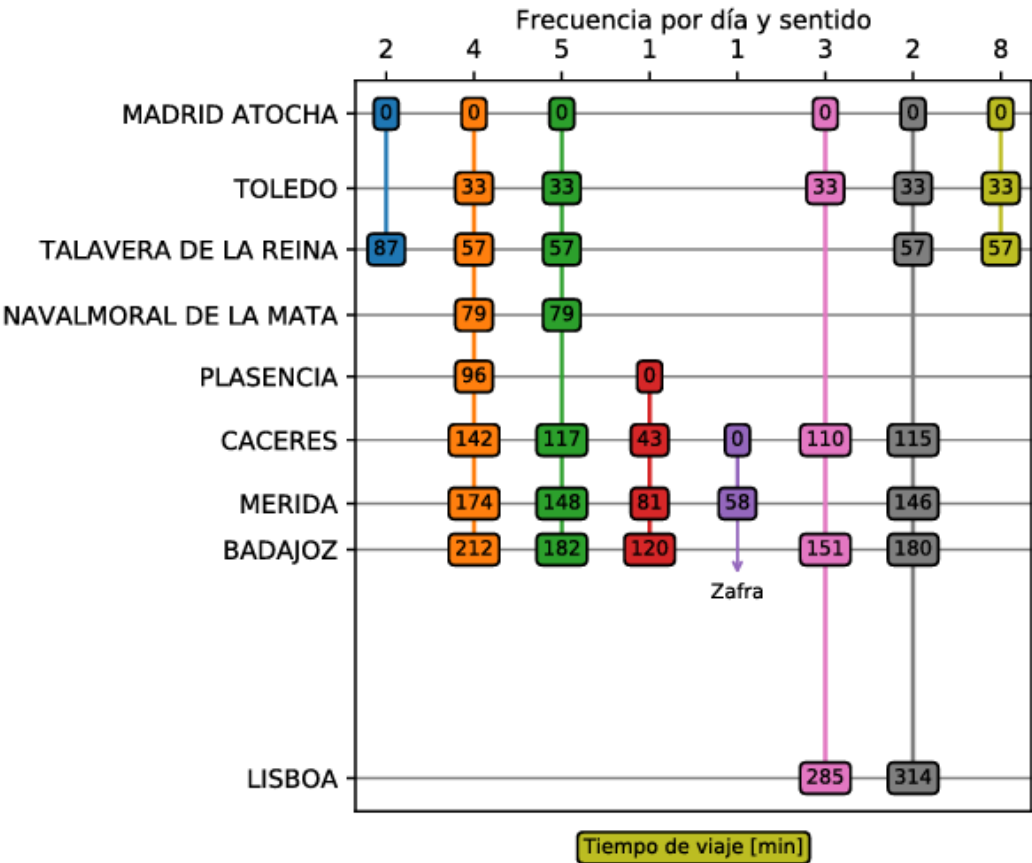 Frecuencia por día y sentido
2 4 5 1 1 3 2 8
MADRID ATOCHA 0 0 0 0 0 0
TOLEDO 33 33 33 33 33
TALAVERA DE LA REINA 87 57 57 57 57
NAVALMORAL DE LA MATA 79 79
PLASENCIA 96 0
CACERES 142 117 43 0 110 115
MERIDA 174 148 81 58 146
BADAJOZ 212 182 120 151 180
Zafra
LISBOA 285 314
Tiempo de viaje [min]